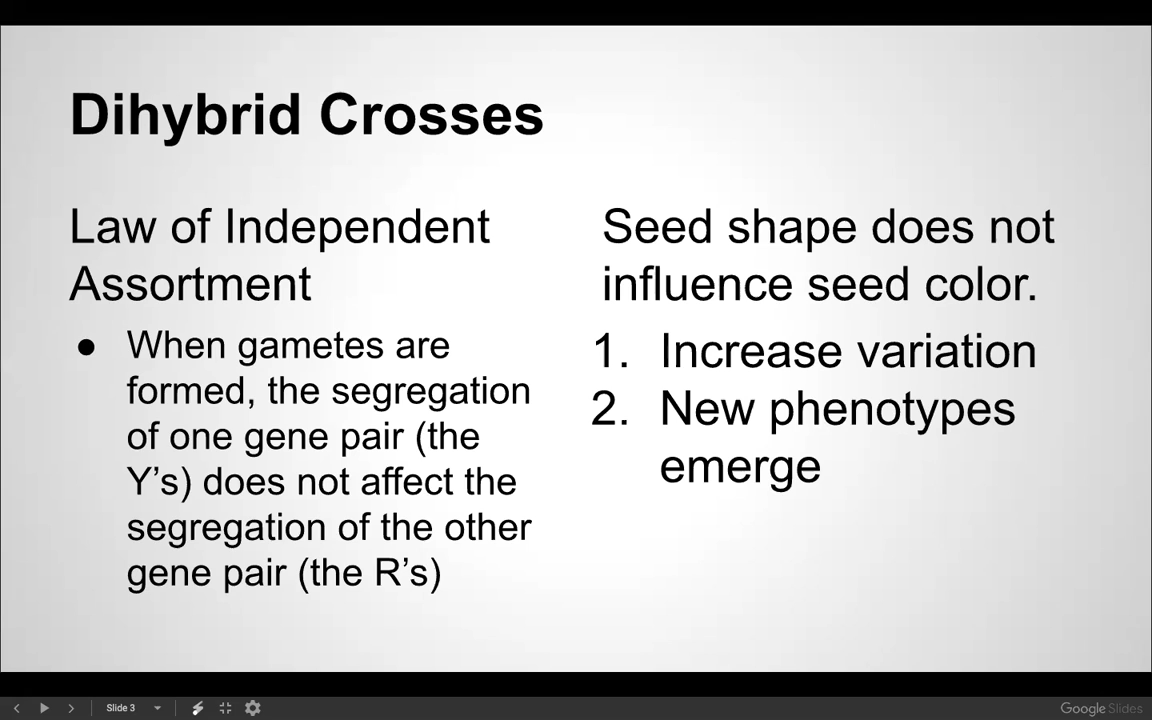 Dihybrid Crosses
Law of Independent
Assortment
● When gametes are
formed, the segregation
of one gene pair (the
Y’s) does not affect the
segregation of the other
gene pair (the R’s)
Seed shape does not
influence seed color.
1. Increase variation
2. New phenotypes
emerge
Slide 3
Google Slides